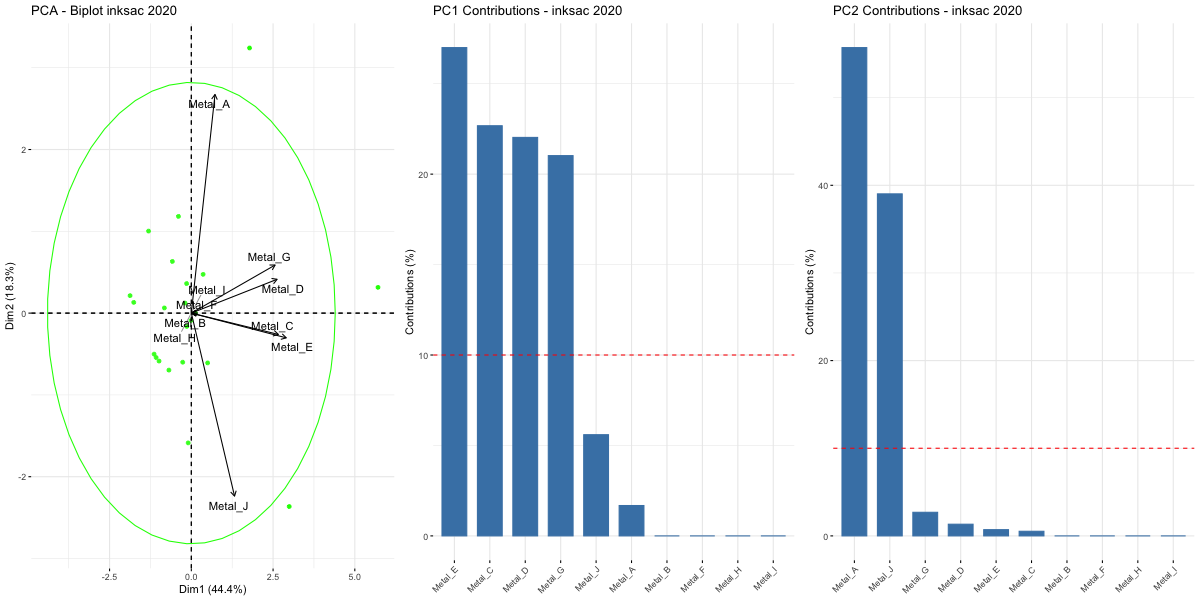 PCA - Biplot inksac 2020
Dim2 (18.3%)
2
0
-2
Metal_A
Metal_G
Metal_D
Metal_I
Metal_F
Metal_B
Metal_C
Metal_H
Metal_E
Metal_J
-2.5
0.0
2.5
5.0
Dim1 (44.4%)
PC1 Contributions - inksac 2020
Contributions (%)
20
10
0
Metal_E
Metal_C
Metal_D
Metal_G
Metal_J
Metal_A
Metal_B
Metal_F
Metal_H
Metal_I
PC2 Contributions - inksac 2020
Contributions (%)
40
20
0
Metal_A
Metal_J
Metal_G
Metal_D
Metal_E
Metal_C
Metal_B
Metal_F
Metal_H
Metal_I